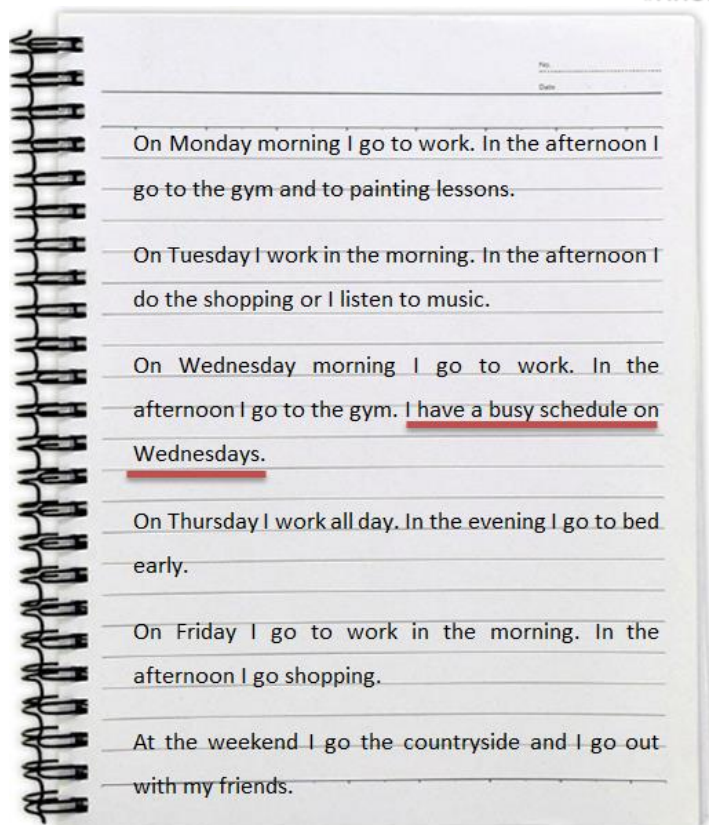 No.
Date
On Monday morning I go to work. In the afternoon I
go to the gym and to painting lessons.
On Tuesday I work in the morning. In the afternoon I
do the shopping or I listen to music.
On Wednesday morning I go to work. In the
afternoon I go to the gym. I have a busy schedule on
Wednesdays.
On Thursday I work all day. In the evening I go to bed
early.
On Friday I go to work in the morning. In the
afternoon I go shopping.
At the weekend I go the countryside and I go out
with my friends.